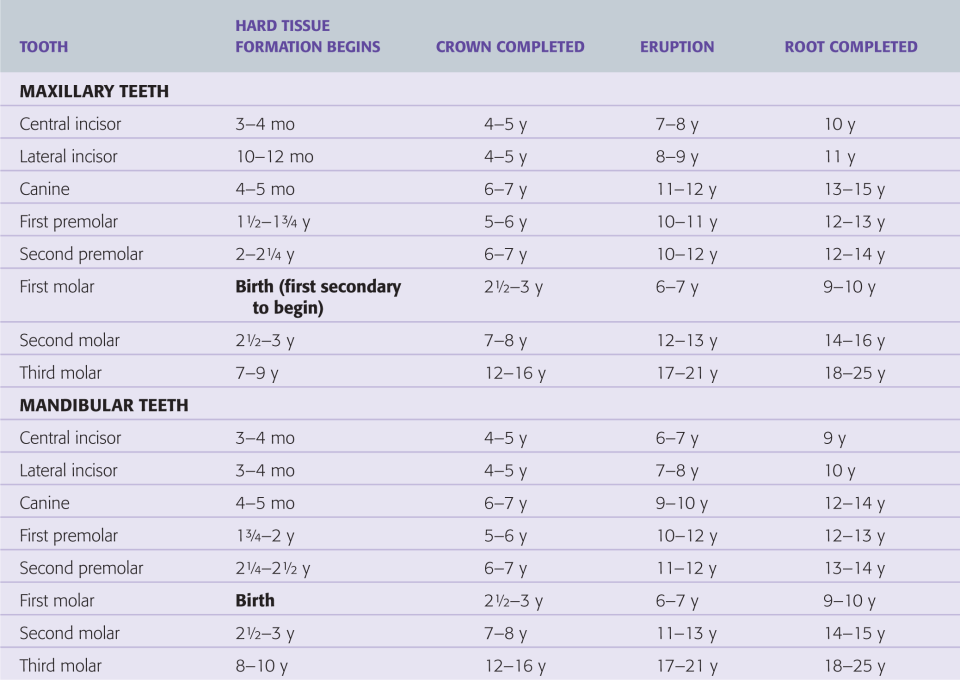 TOOTH HARD TISSUE FORMATION BEGINS CROWN COMPLETED ERUPTION ROOT COMPLETED
MAXILLARY TEETH
Central incisor 3–4 mo 4–5 y 7–8 y 10 y
Lateral incisor 10–12 mo 4–5 y 8–9 y 11 y
Canine 4–5 mo 6–7 y 11–12 y 13–15 y
First premolar 1½–1¾ y 5–6 y 10–11 y 12–13 y
Second premolar 2–2¼ y 6–7 y 10–12 y 12–14 y
First molar Birth (first secondary 2½–3 y 6–7 y 9–10 y
to begin)
Second molar 2½–3 y 7–8 y 12–13 y 14–16 y
Third molar 7–9 y 12–16 y 17–21 y 18–25 y
MANDIBULAR TEETH
Central incisor 3–4 mo 4–5 y 6–7 y 9 y
Lateral incisor 3–4 mo 4–5 y 7–8 y 10 y
Canine 4–5 mo 6–7 y 9–10 y 12–14 y
First premolar 1¾–2 y 5–6 y 10–12 y 12–13 y
Second premolar 2¼–2½ y 6–7 y 11–12 y 13–14 y
First molar Birth 2½–3 y 6–7 y 9–10 y
Second molar 2½–3 y 7–8 y 11–13 y 14–15 y
Third molar 8–10 y 12–16 y 17–21 y 18–25 y